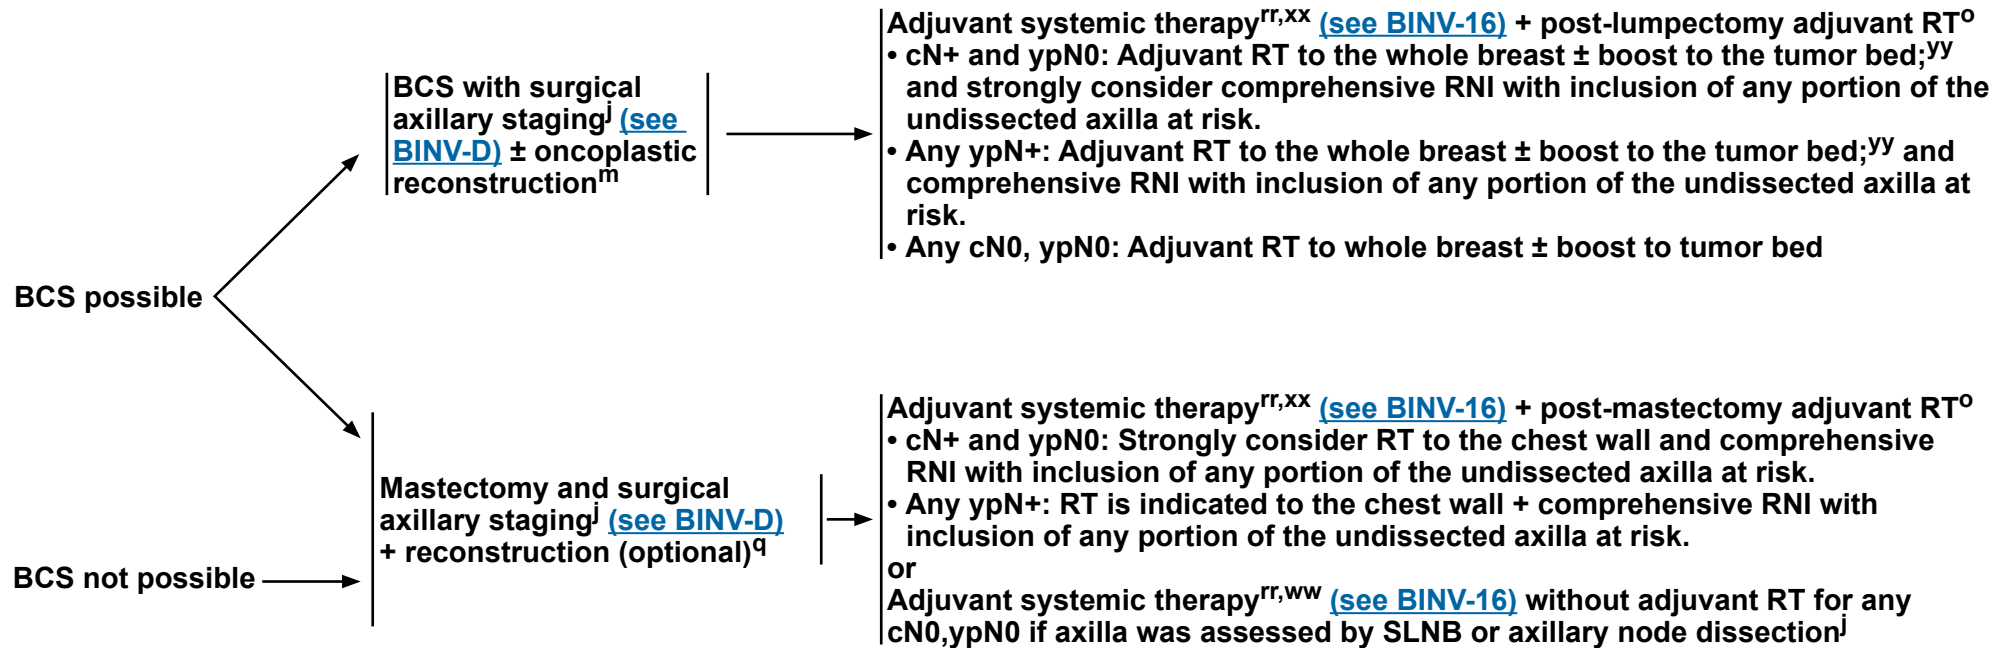 BCS possible
BCS with surgical
axillary staging^j (see
BINV-D) ± oncoplastic
reconstruction^m
Adjuvant systemic therapy^rr,xx (see BINV-16) + post-lumpectomy adjuvant RT^o
• cN+ and ypN0: Adjuvant RT to the whole breast ± boost to the tumor bed;^yy
and strongly consider comprehensive RNI with inclusion of any portion of the
undissected axilla at risk.
• Any ypN+: Adjuvant RT to the whole breast ± boost to the tumor bed;^yy and
comprehensive RNI with inclusion of any portion of the undissected axilla at
risk.
• Any cN0, ypN0: Adjuvant RT to whole breast ± boost to tumor bed
BCS not possible
Mastectomy and surgical
axillary staging^j (see BINV-D)
+ reconstruction (optional)^q
Adjuvant systemic therapy^rr,xx (see BINV-16) + post-mastectomy adjuvant RT^o
• cN+ and ypN0: Strongly consider RT to the chest wall and comprehensive
RNI with inclusion of any portion of the undissected axilla at risk.
• Any ypN+: RT is indicated to the chest wall + comprehensive RNI with
inclusion of any portion of the undissected axilla at risk.
or
Adjuvant systemic therapy^rr,ww (see BINV-16) without adjuvant RT for any
cN0,ypN0 if axilla was assessed by SLNB or axillary node dissection^j